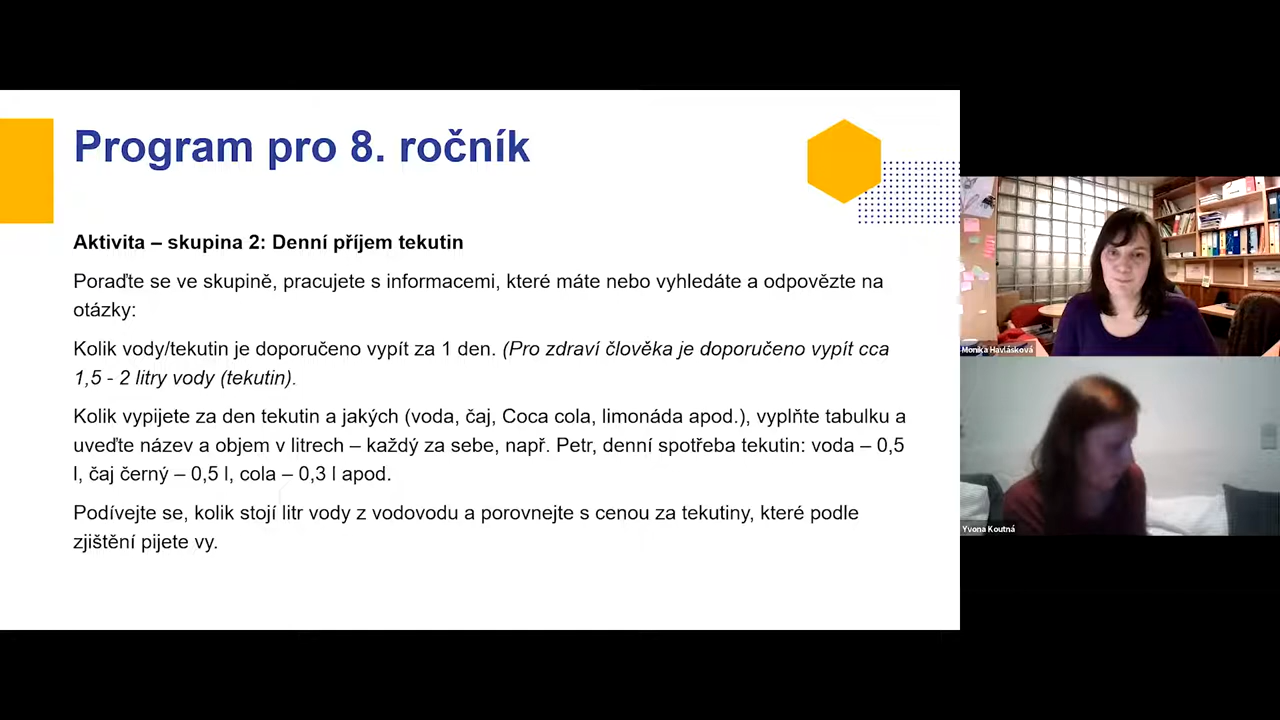 Program pro 8. ročník
Aktivita – skupina 2: Denní příjem tekutin
Poraďte se ve skupině, pracujete s informacemi, které máte nebo vyhledáte a odpovězte na
otázky:
Kolik vody/tekutin je doporučeno vypít za 1 den. (Pro zdraví člověka je doporučeno vypít cca
1,5 - 2 litry vody (tekutin).
Kolik vypijete za den tekutin a jakých (voda, čaj, Coca cola, limonáda apod.), vyplňte tabulku a
uveďte název a objem v litrech – každý za sebe, např. Petr, denní spotřeba tekutin: voda – 0,5
l, čaj černý – 0,5 l, cola – 0,3 l apod.
Podívejte se, kolik stojí litr vody z vodovodu a porovnejte s cenou za tekutiny, které podle
zjištění pijete vy.
Monika Havlásková
Yvona Koutná